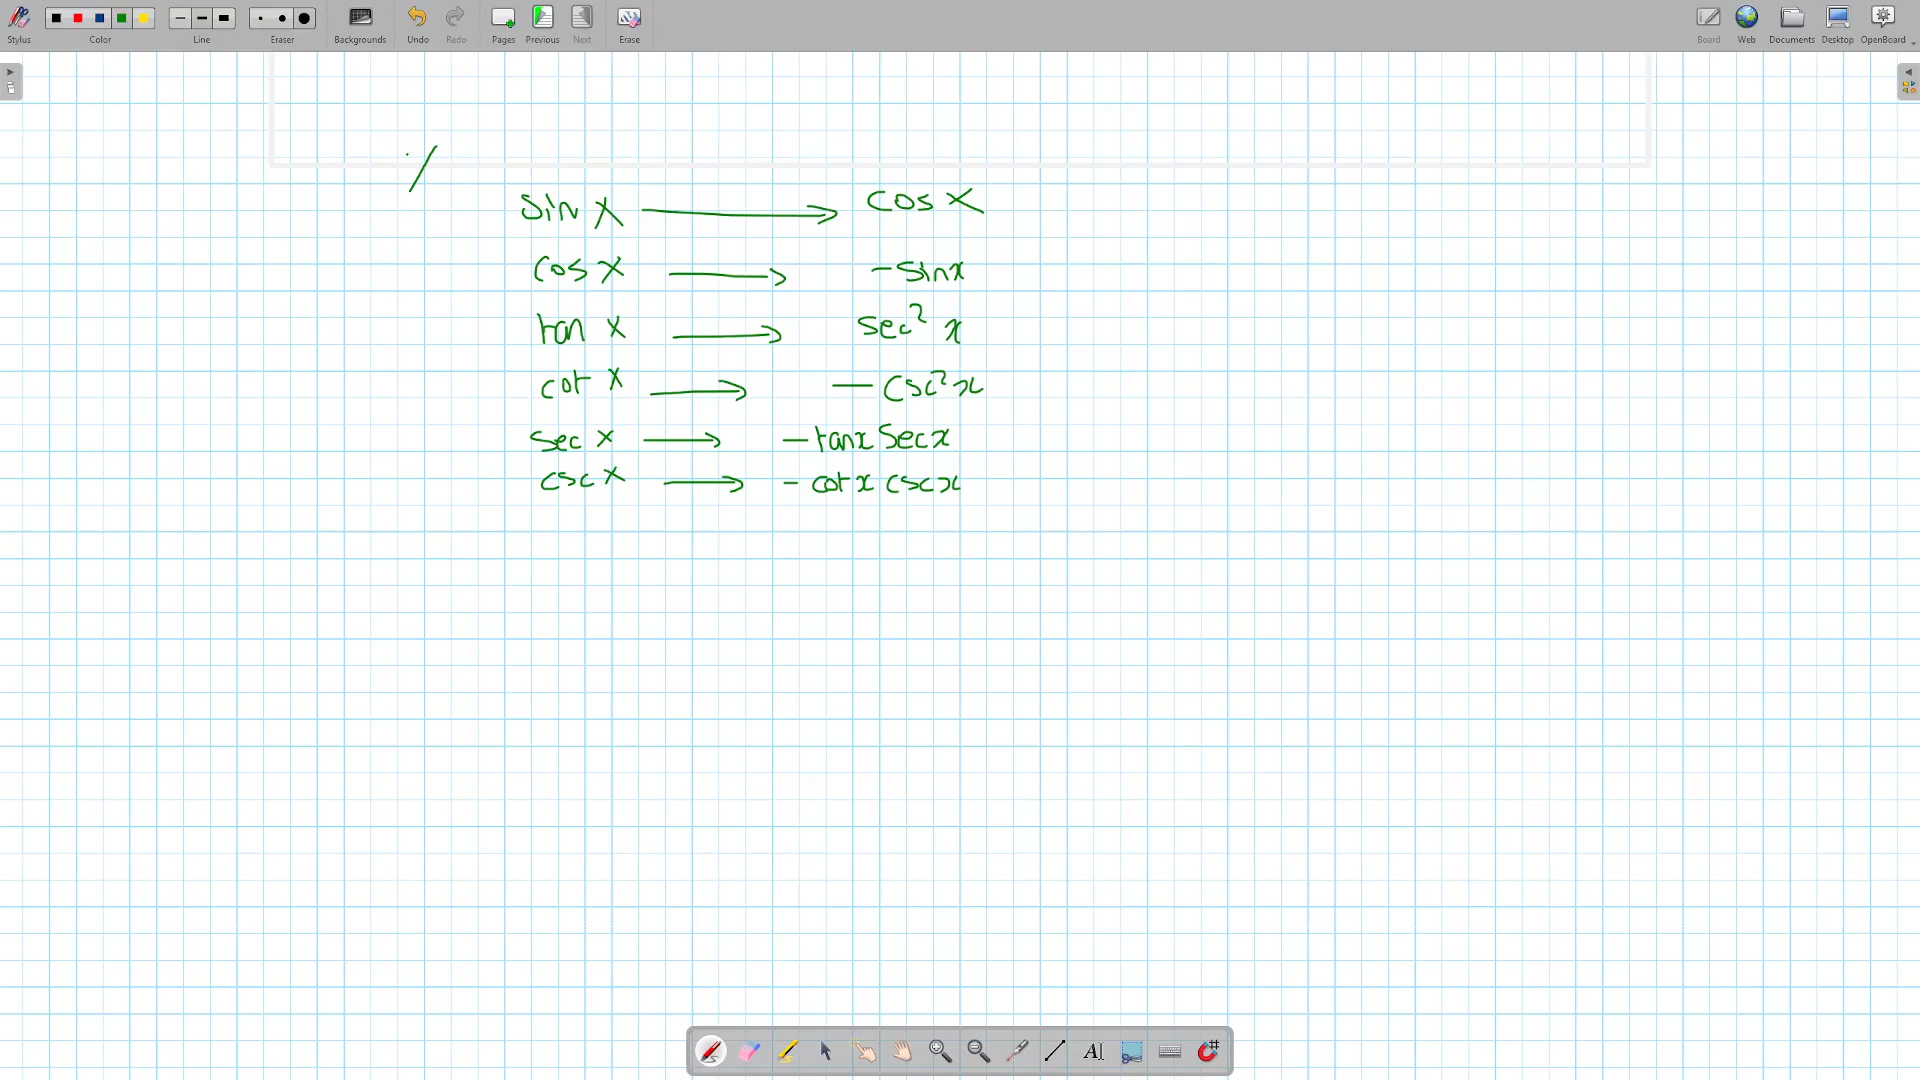 Stylus Color Line Eraser Backgrounds Undo Redo Pages Previous Next Erase Board Web Documents Desktop OpenBoard
sin x → cos x
cos x → -sin x
tan x → sec² x
cot x → - csc² x
sec x → - tan x sec x
csc x → - cot x csc x